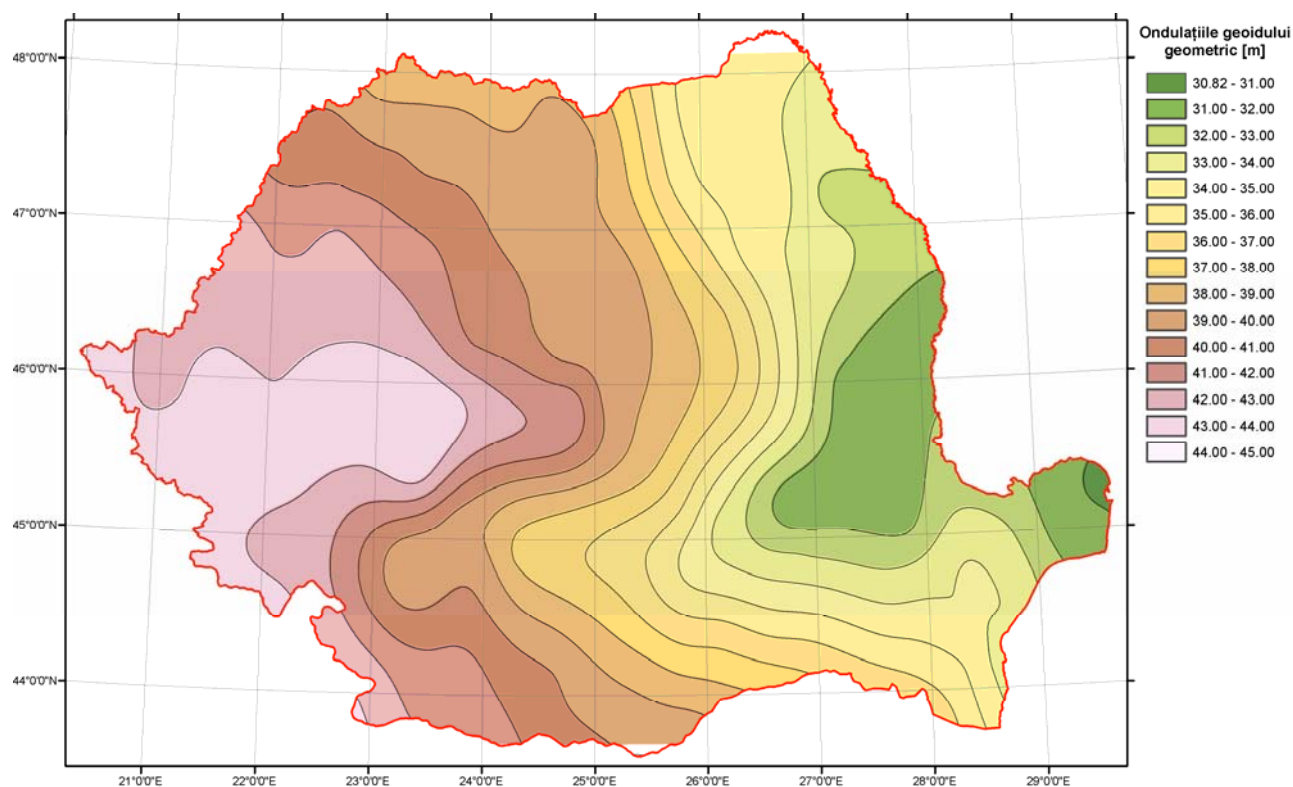 Ondulațiile geoidului
geometric [m]
30.82 - 31.00
31.00 - 32.00
32.00 - 33.00
33.00 - 34.00
34.00 - 35.00
35.00 - 36.00
36.00 - 37.00
37.00 - 38.00
38.00 - 39.00
39.00 - 40.00
40.00 - 41.00
41.00 - 42.00
42.00 - 43.00
43.00 - 44.00
44.00 - 45.00
48°0'0"N
47°0'0"N
46°0'0"N
45°0'0"N
44°0'0"N
21°0'0"E
22°0'0"E
23°0'0"E
24°0'0"E
25°0'0"E
26°0'0"E
27°0'0"E
28°0'0"E
29°0'0"E